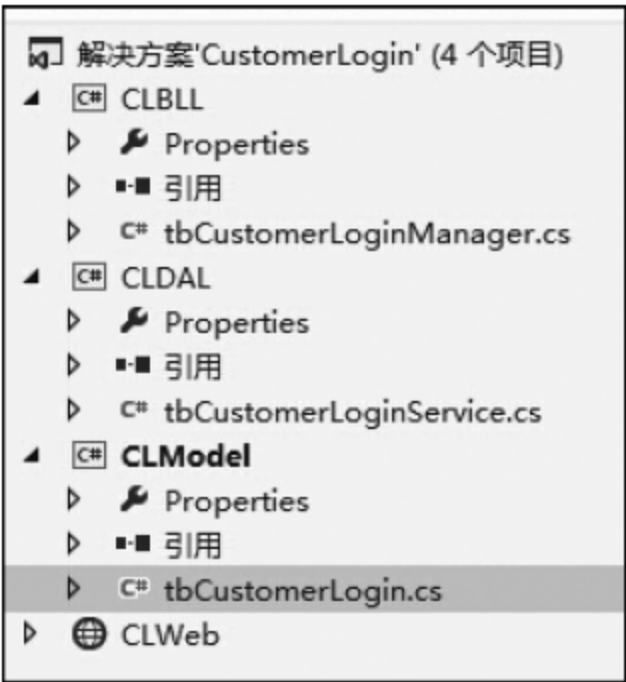 解决方案'CustomerLogin' (4 个项目)
C# CLBLL
Properties
引用
C# tbCustomerLoginManager.cs
C# CLDAL
Properties
引用
C# tbCustomerLoginService.cs
C# CLModel
Properties
引用
C# tbCustomerLogin.cs
CLWeb